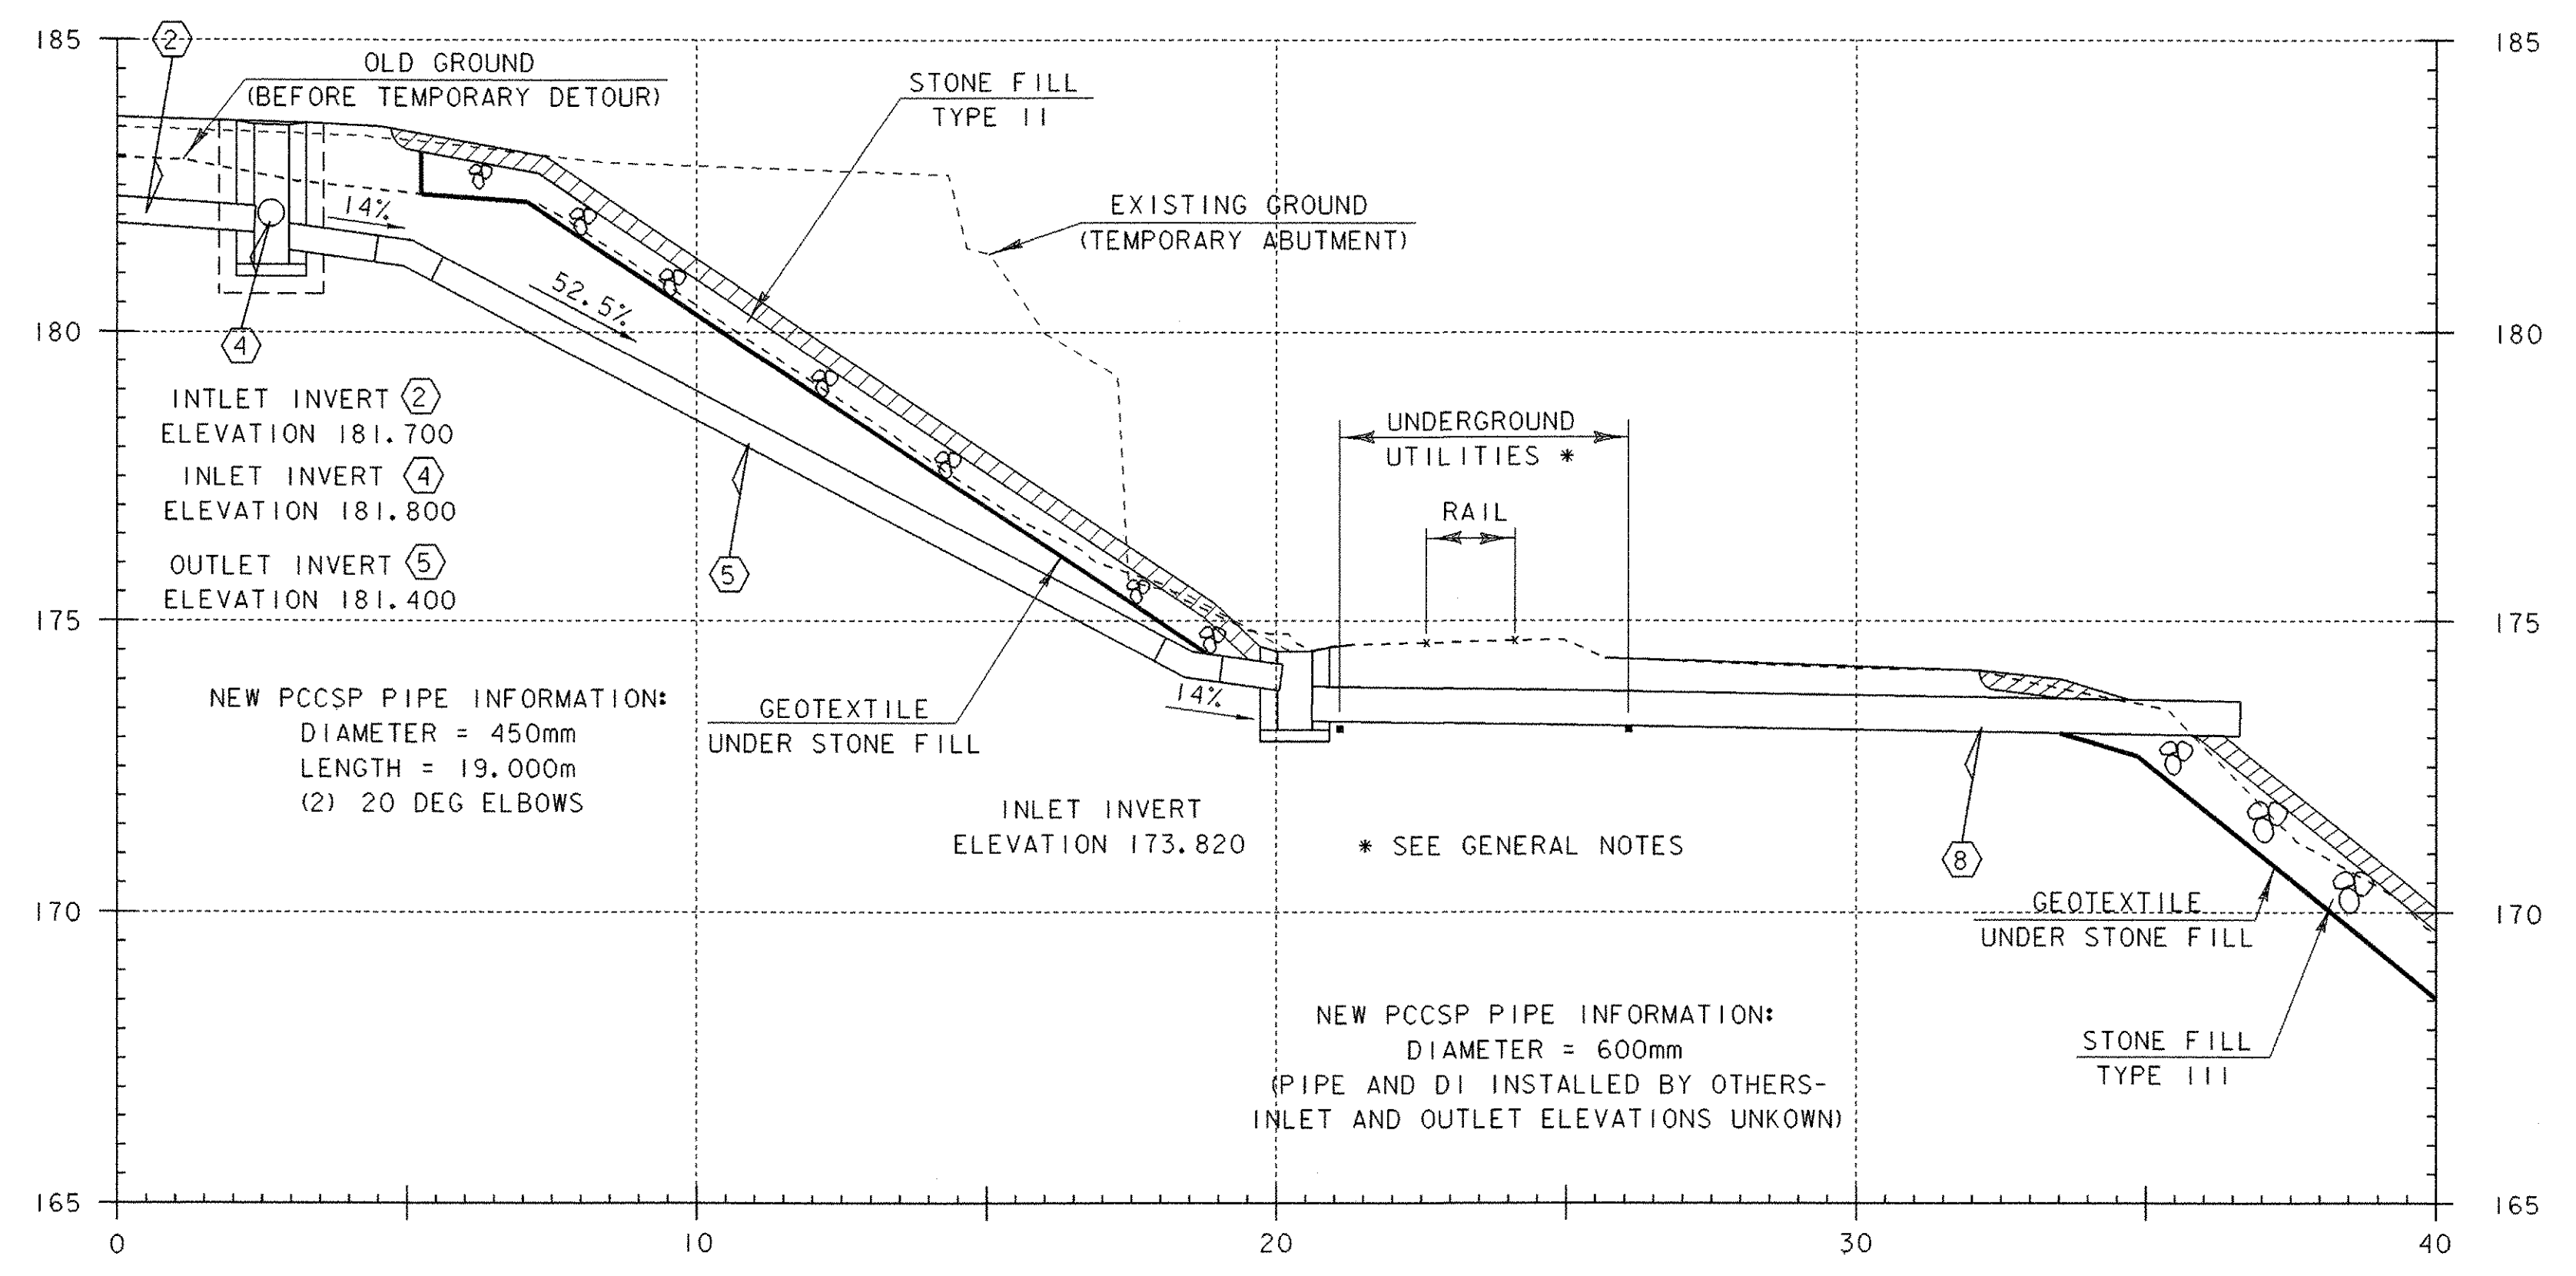 185
2
OLD GROUND
(BEFORE TEMPORARY DETOUR)
STONE FILL
TYPE II
185
14%
EXISTING GROUND
(TEMPORARY ABUTMENT)
52.5%
180
4
180
INTLET INVERT 2
ELEVATION 181.700
INLET INVERT 4
ELEVATION 181.800
OUTLET INVERT 5
ELEVATION 181.400
5
UNDERGROUND
UTILITIES *
RAIL
175
175
NEW PCCSP PIPE INFORMATION:
DIAMETER = 450mm
LENGTH = 19.000m
(2) 20 DEG ELBOWS
GEOTEXTILE
UNDER STONE FILL
14%
INLET INVERT
ELEVATION 173.820
* SEE GENERAL NOTES
8
170
170
GEOTEXTILE
UNDER STONE FILL
NEW PCCSP PIPE INFORMATION:
DIAMETER = 600mm
(PIPE AND DI INSTALLED BY OTHERS-
INLET AND OUTLET ELEVATIONS UNKOWN)
STONE FILL
TYPE III
165
165
0
10
20
30
40